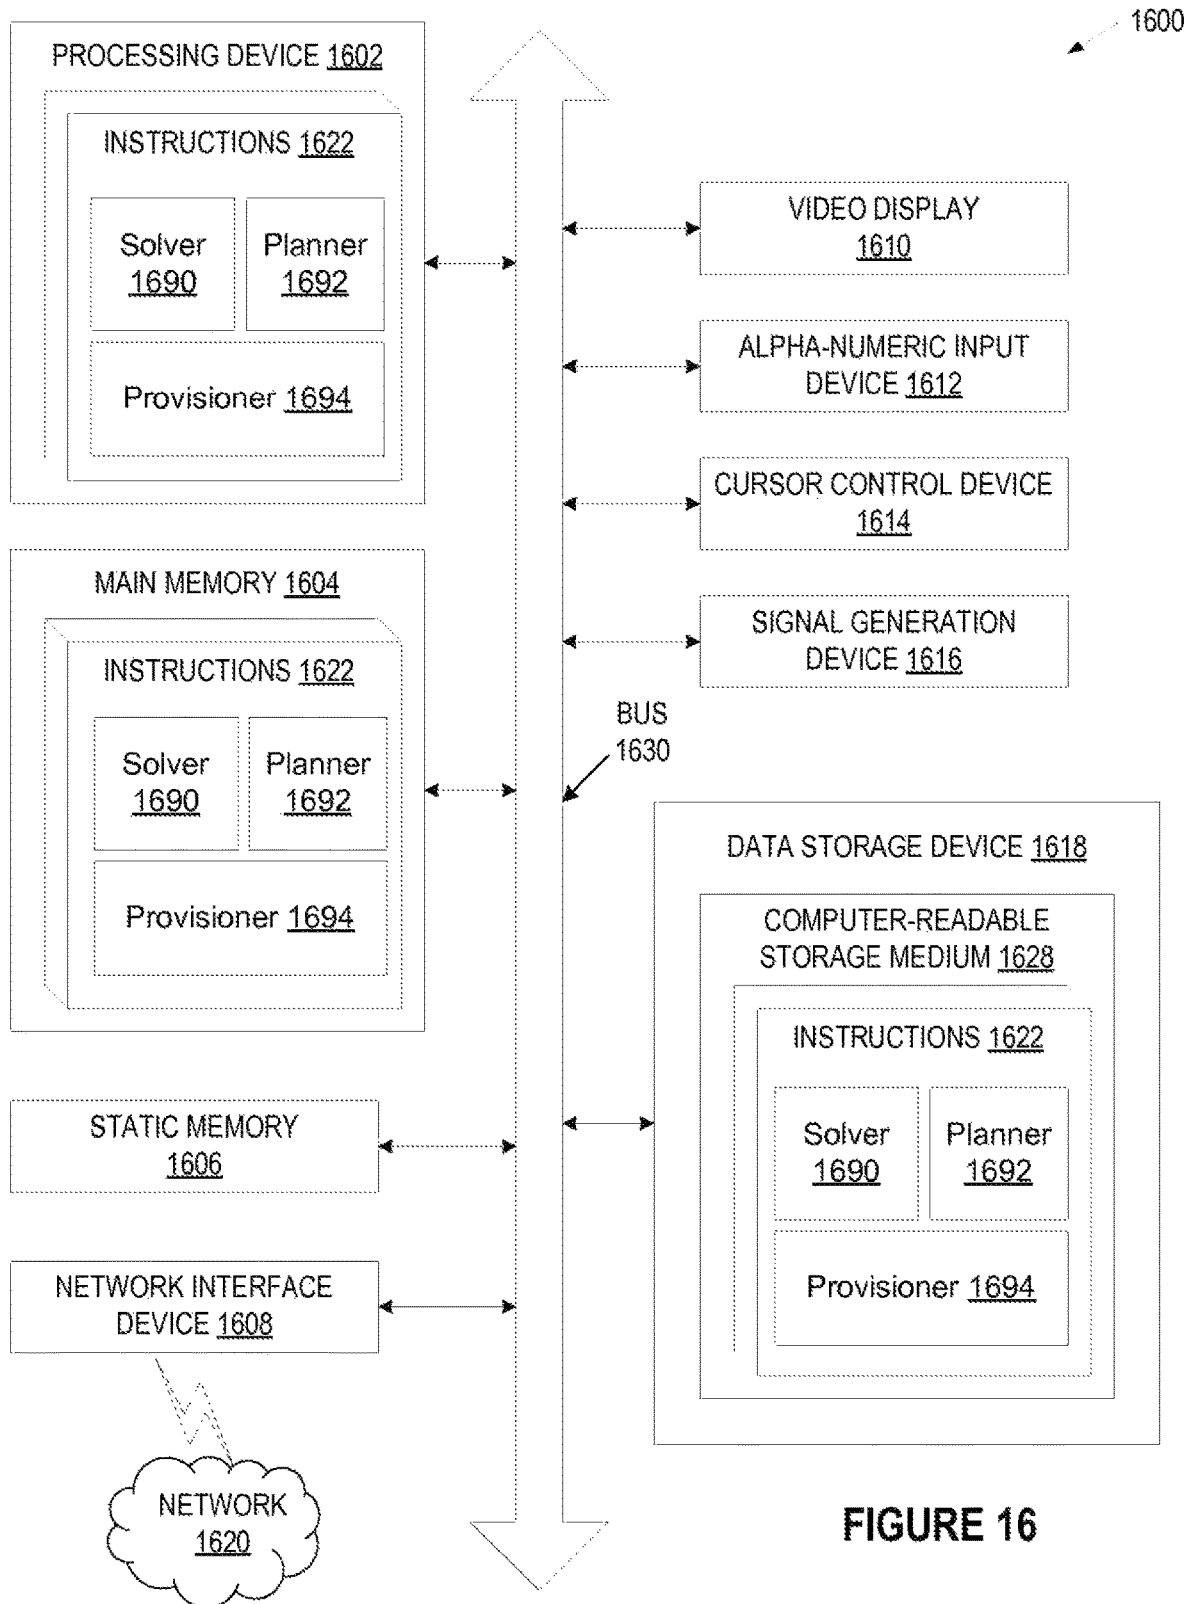 1600
PROCESSING DEVICE 1602
INSTRUCTIONS 1622
Solver
1690
Planner
1692
Provisioner 1694
MAIN MEMORY 1604
INSTRUCTIONS 1622
Solver
1690
Planner
1692
Provisioner 1694
STATIC MEMORY
1606
NETWORK INTERFACE
DEVICE 1608
NETWORK
1620
VIDEO DISPLAY
1610
ALPHA-NUMERIC INPUT
DEVICE 1612
CURSOR CONTROL DEVICE
1614
SIGNAL GENERATION
DEVICE 1616
BUS
1630
DATA STORAGE DEVICE 1618
COMPUTER-READABLE
STORAGE MEDIUM 1628
INSTRUCTIONS 1622
Solver
1690
Planner
1692
Provisioner 1694
FIGURE 16